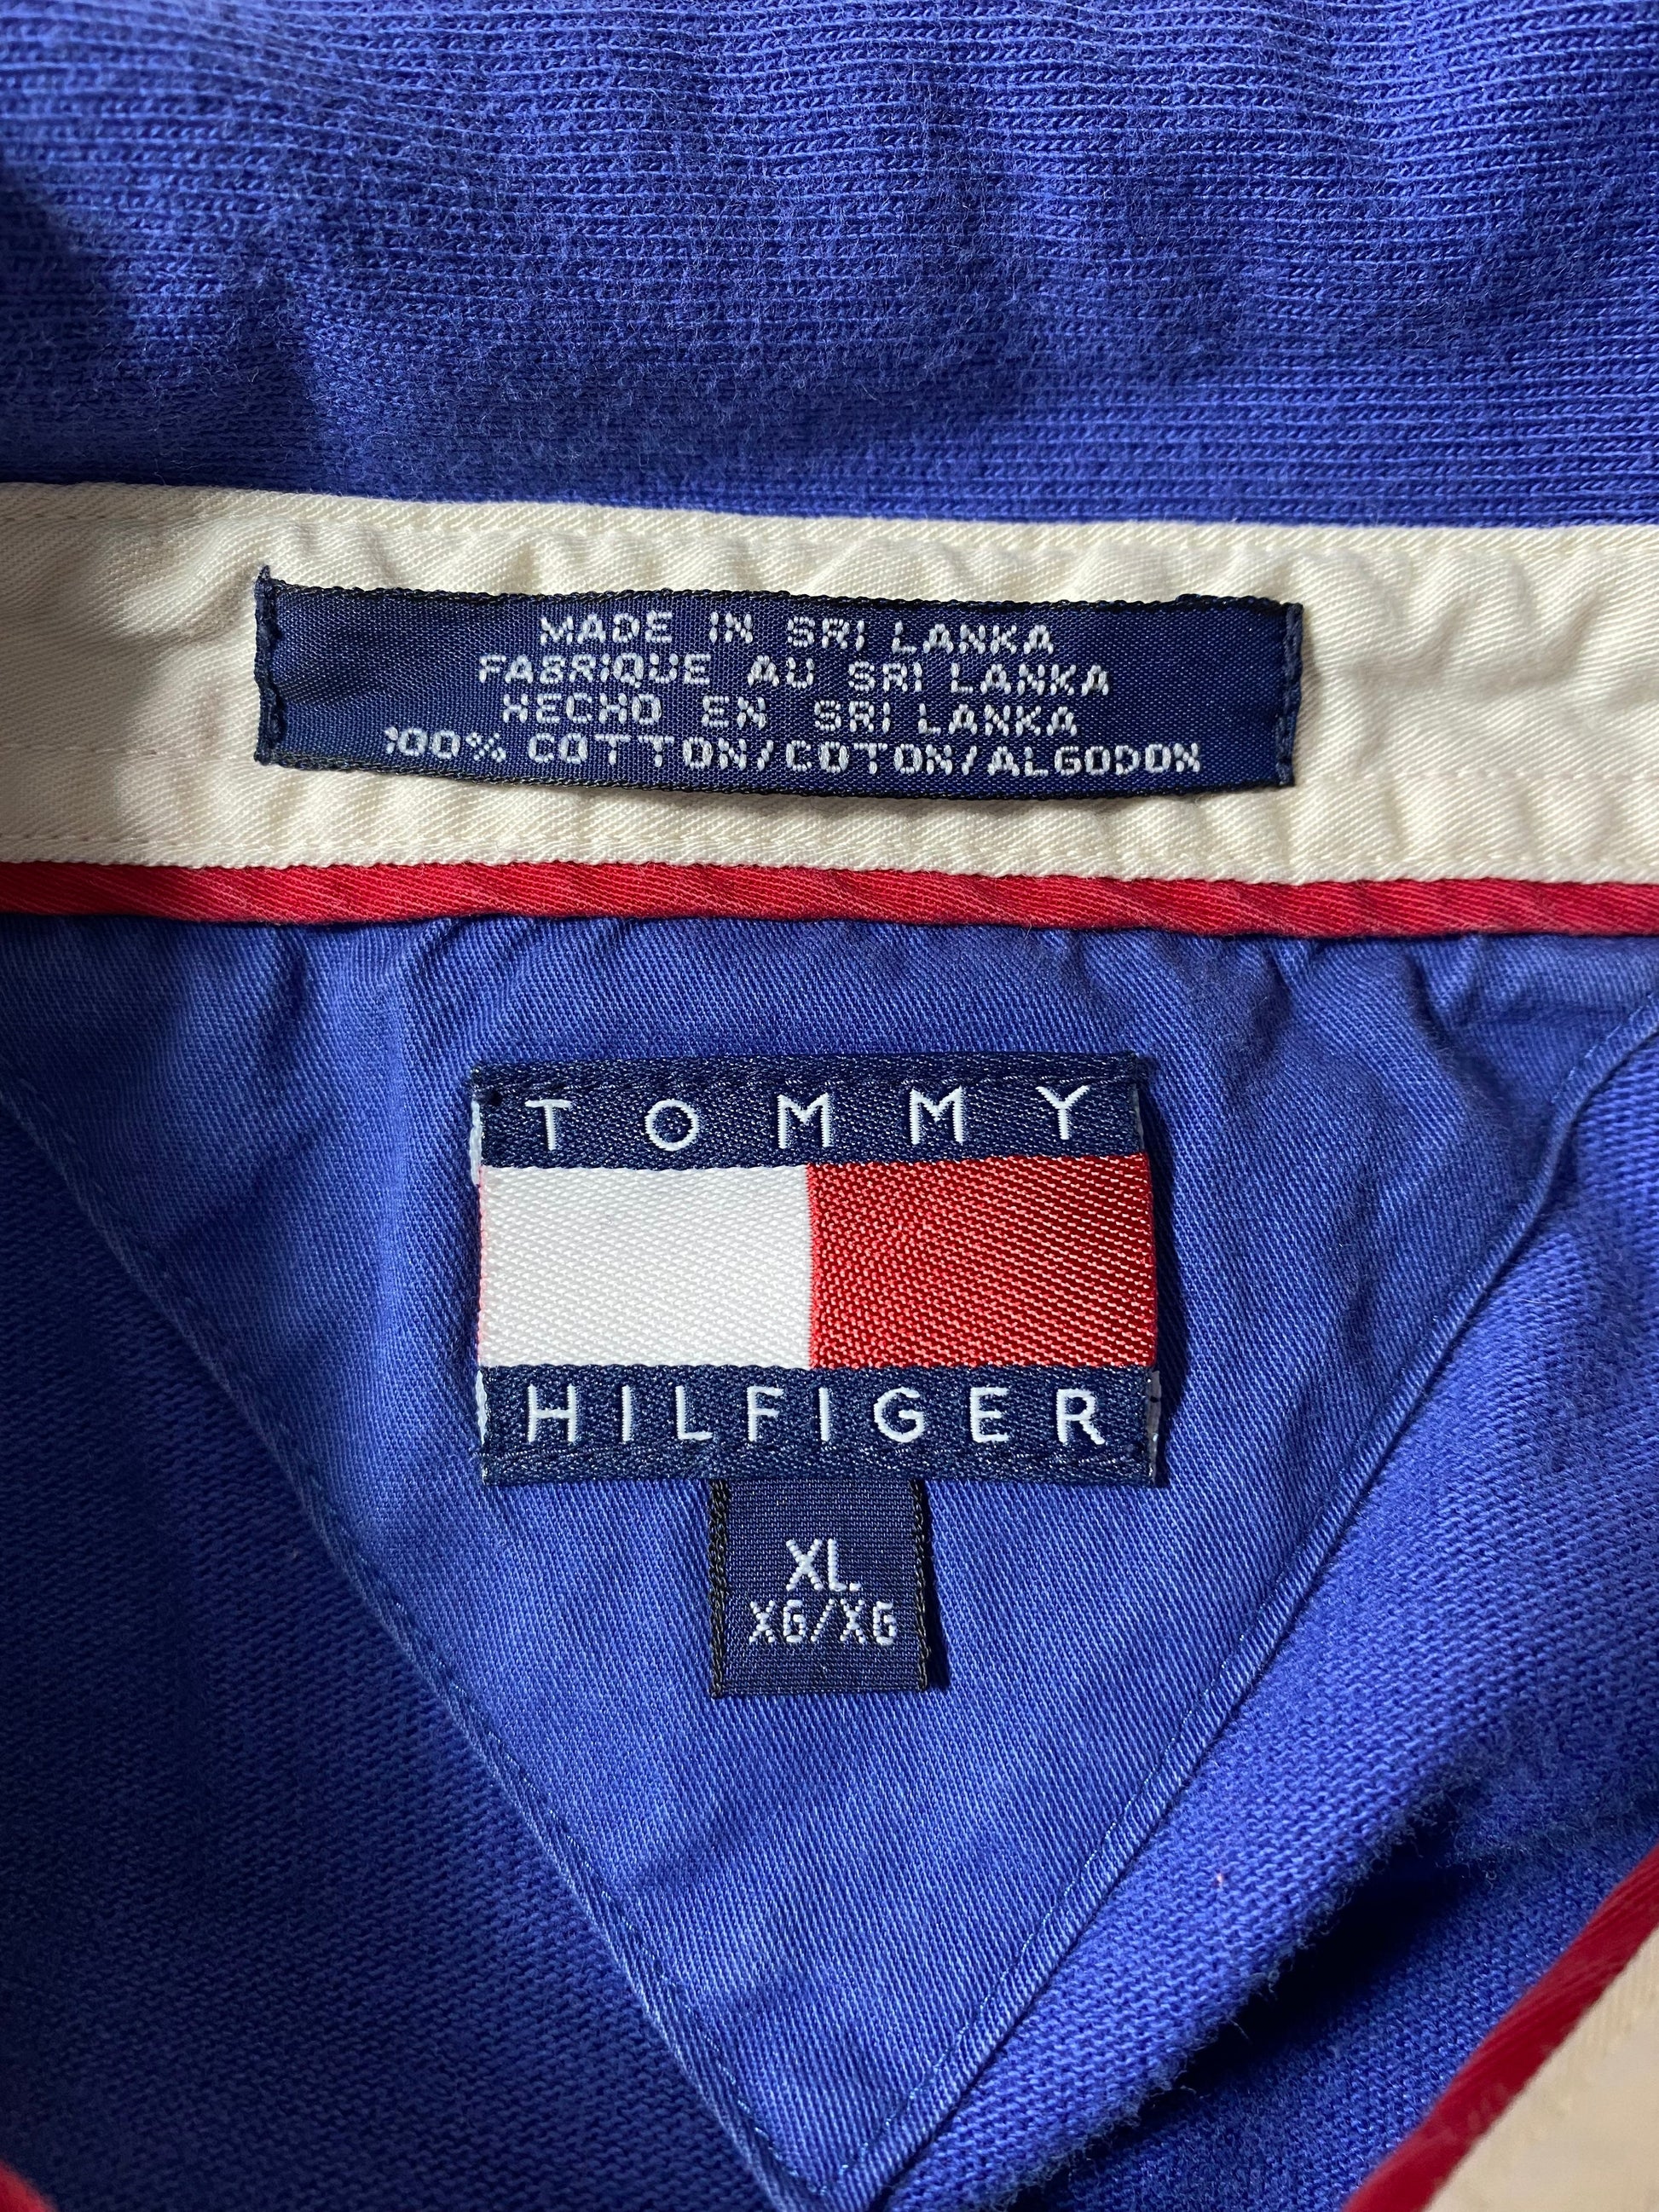 MADE IN SRI LANKA
FABRIQUE AU SRI LANKA
HECHO EN SRI LANKA
100% COTTON/COTON/ALGODON
TOMMY
HILFIGER
XL
XG/XG